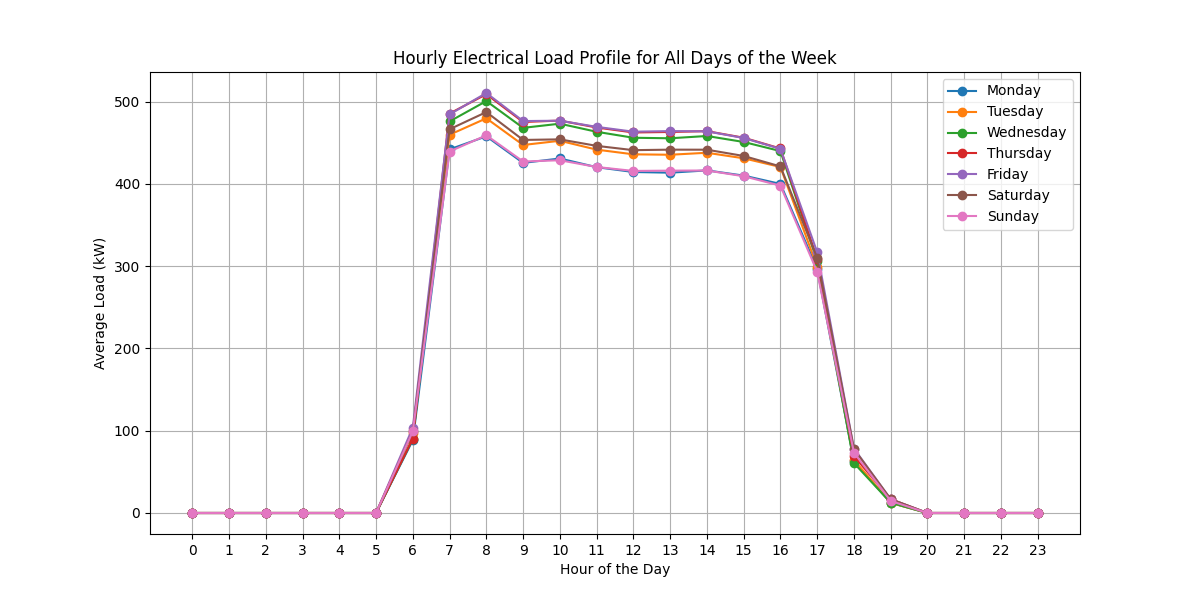 Hourly Electrical Load Profile for All Days of the Week
Monday
Tuesday
Wednesday
Thursday
Friday
Saturday
Sunday
Average Load (kW)
500
400
300
200
100
0
0 1 2 3 4 5 6 7 8 9 10 11 12 13 14 15 16 17 18 19 20 21 22 23
Hour of the Day